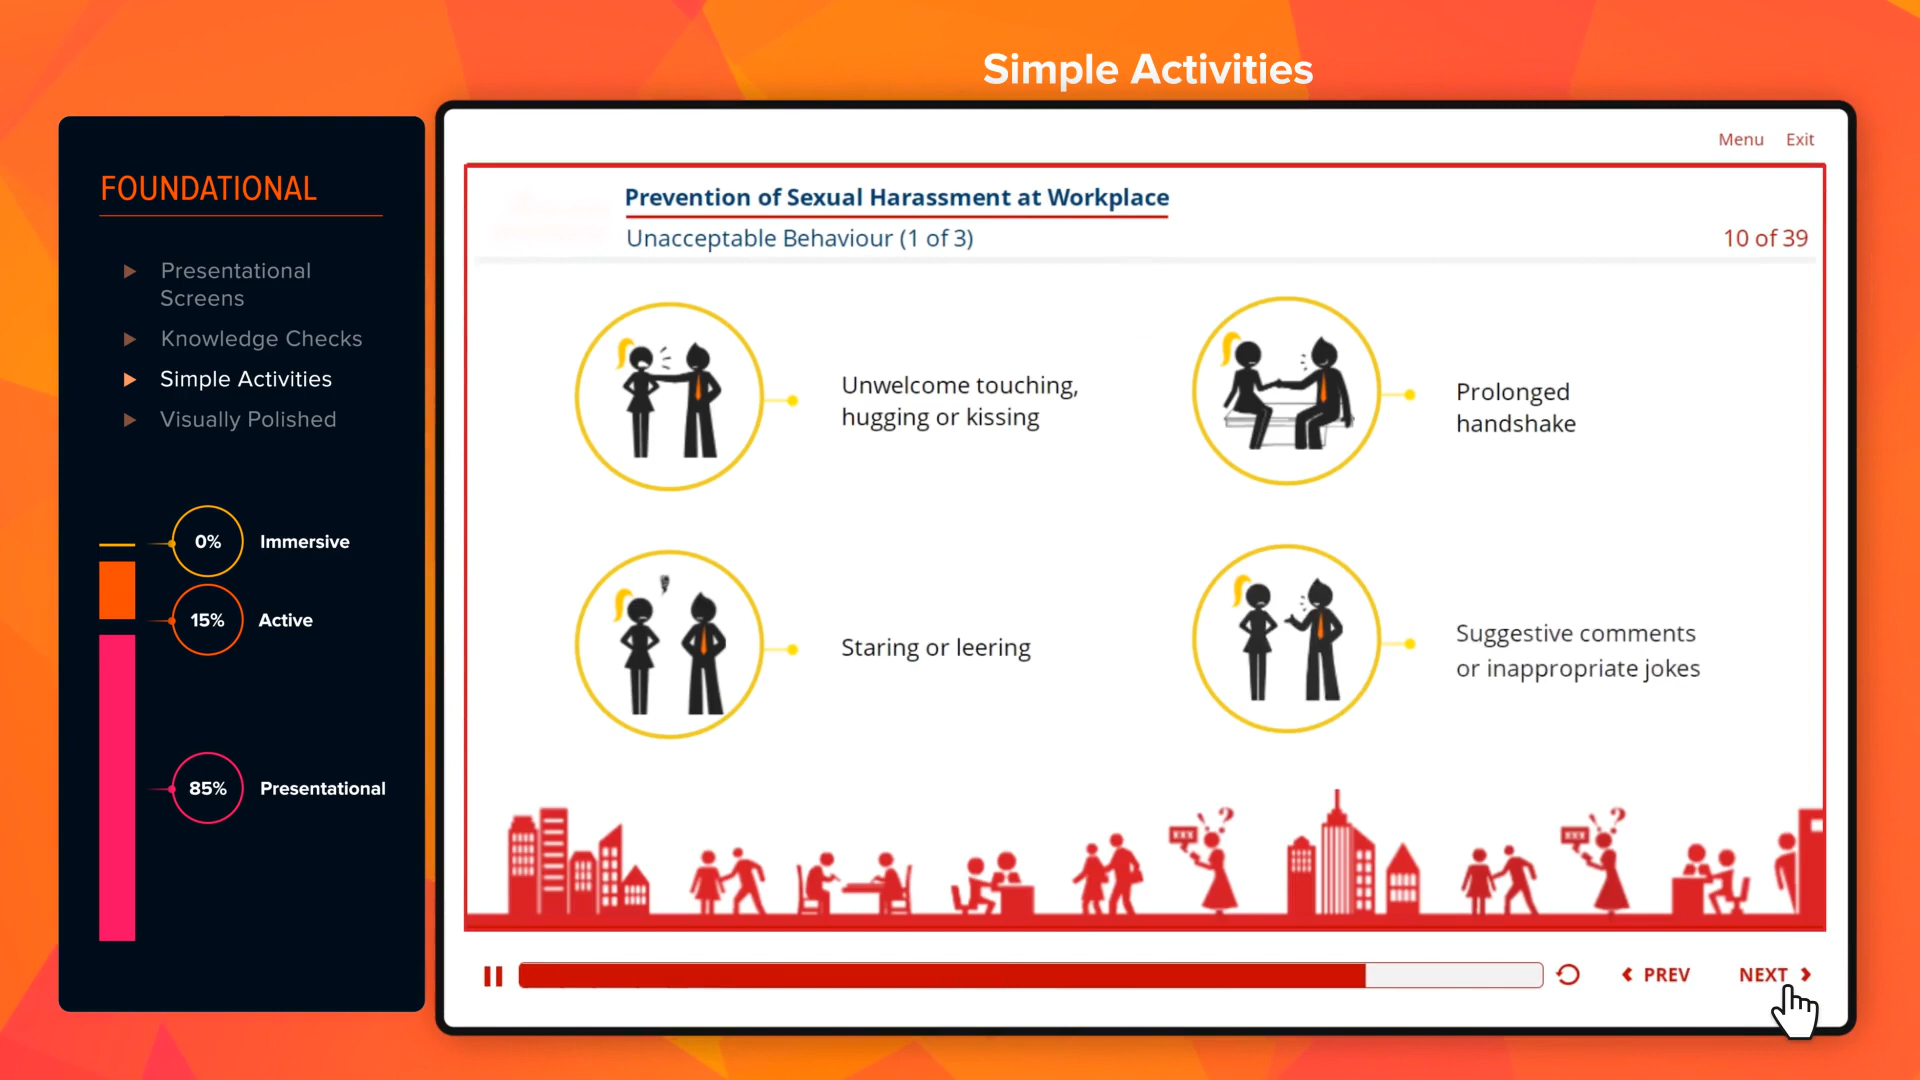 Simple Activities
FOUNDATIONAL
Presentational
Screens
Knowledge Checks
Simple Activities
Visually Polished
0% Immersive
15% Active
85% Presentational
Menu Exit
Prevention of Sexual Harassment at Workplace
Unacceptable Behaviour (1 of 3)
10 of 39
Unwelcome touching,
hugging or kissing
Prolonged
handshake
Staring or leering
Suggestive comments
or inappropriate jokes
XXX ! ?
XXX ! ?
PREV NEXT